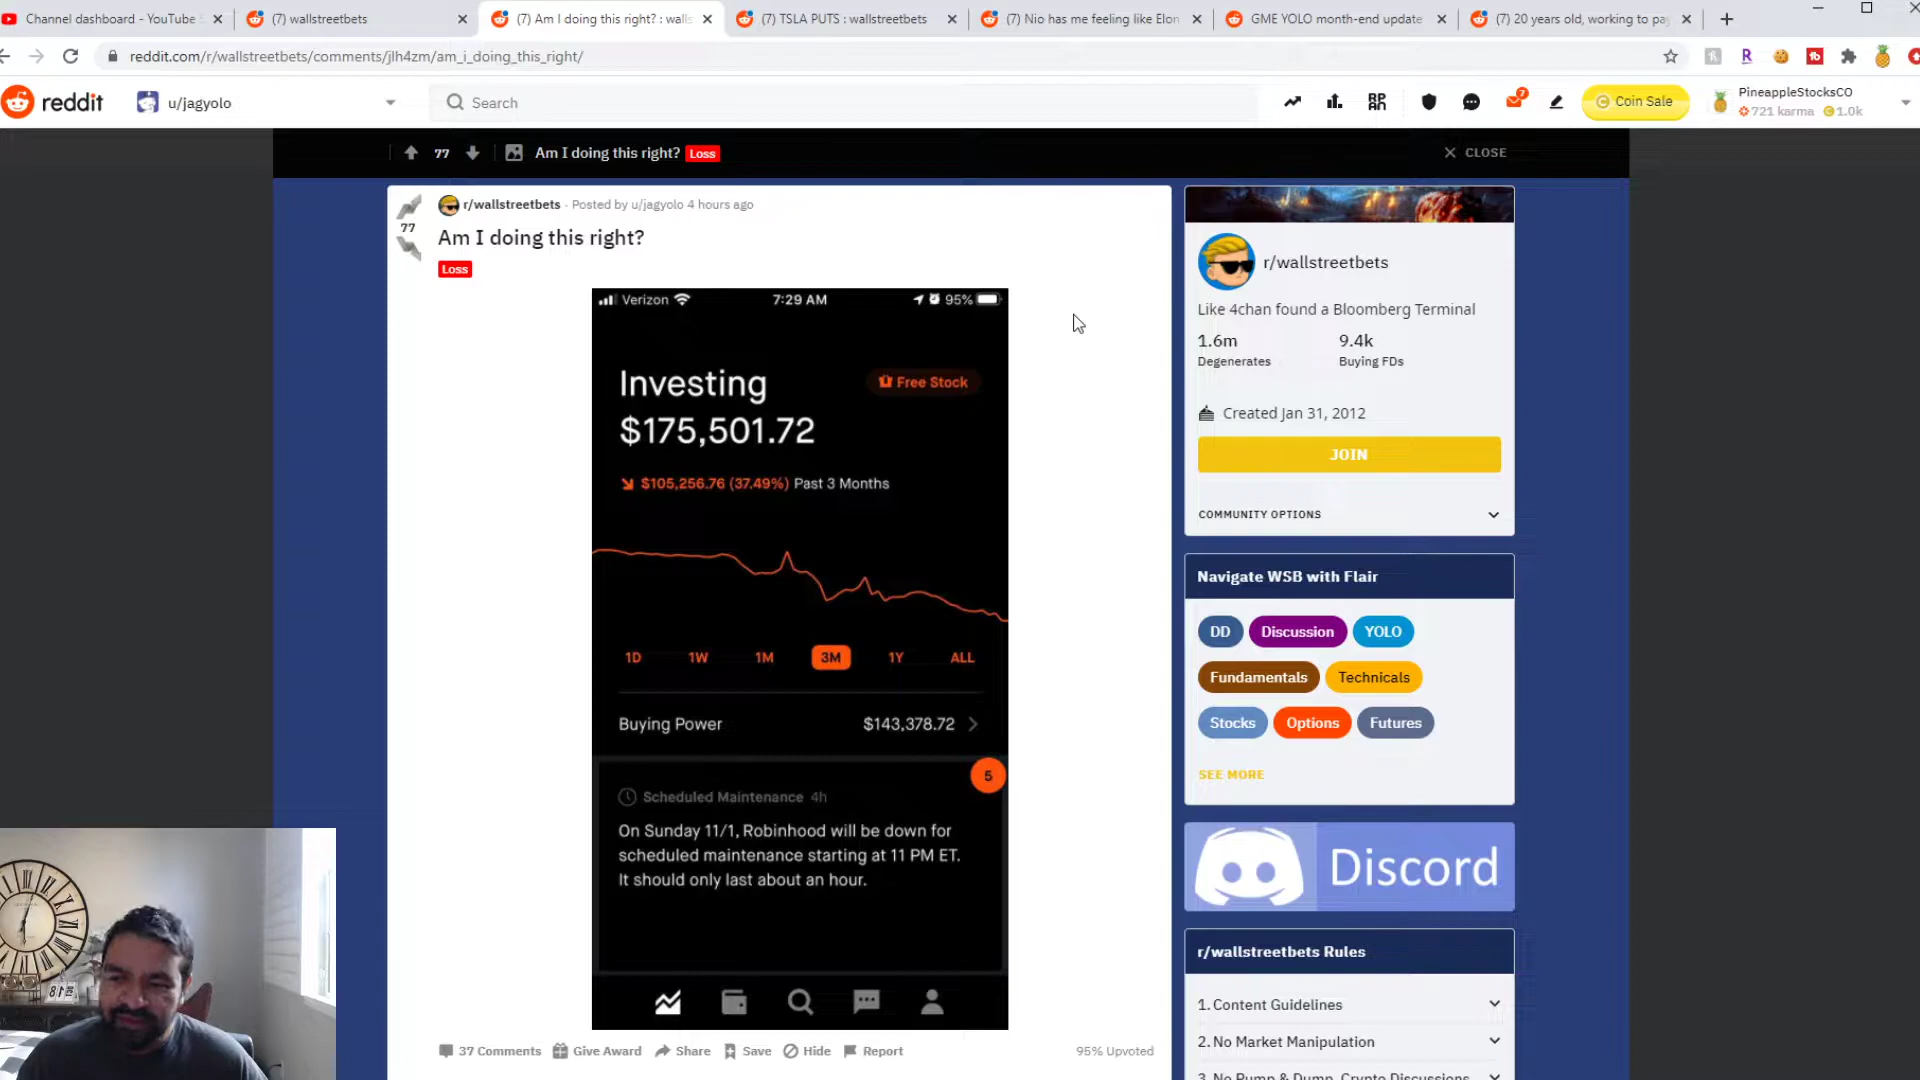 Channel dashboard - YouTube
(7) wallstreetbets
(7) Am I doing this right? : walls
(7) TSLA PUTS : wallstreetbets
(7) Nio has me feeling like Elon
GME YOLO month-end update
(7) 20 years old, working to pay
reddit.com/r/wallstreetbets/comments/jlh4zm/am_i_doing_this_right/
reddit
u/jagyolo
Search
7
Coin Sale
PineappleStocksCO
721 karma 1.0k
77
Am I doing this right? Loss
CLOSE
r/wallstreetbets · Posted by u/jagyolo 4 hours ago
77
Am I doing this right?
Loss
Verizon
7:29 AM
95%
Investing
Free Stock
$175,501.72
$105,256.76 (37.49%) Past 3 Months
1D 1W 1M 3M 1Y ALL
Buying Power
$143,378.72
5
Scheduled Maintenance 4h
On Sunday 11/1, Robinhood will be down for
scheduled maintenance starting at 11 PM ET.
It should only last about an hour.
37 Comments Give Award Share Save Hide Report
95% Upvoted
r/wallstreetbets
Like 4chan found a Bloomberg Terminal
1.6m 9.4k
Degenerates Buying FDs
Created Jan 31, 2012
JOIN
COMMUNITY OPTIONS
Navigate WSB with Flair
DD Discussion YOLO
Fundamentals Technicals
Stocks Options Futures
SEE MORE
Discord
r/wallstreetbets Rules
1. Content Guidelines
2. No Market Manipulation
3. No Pump & Dump, Crypto Discussions